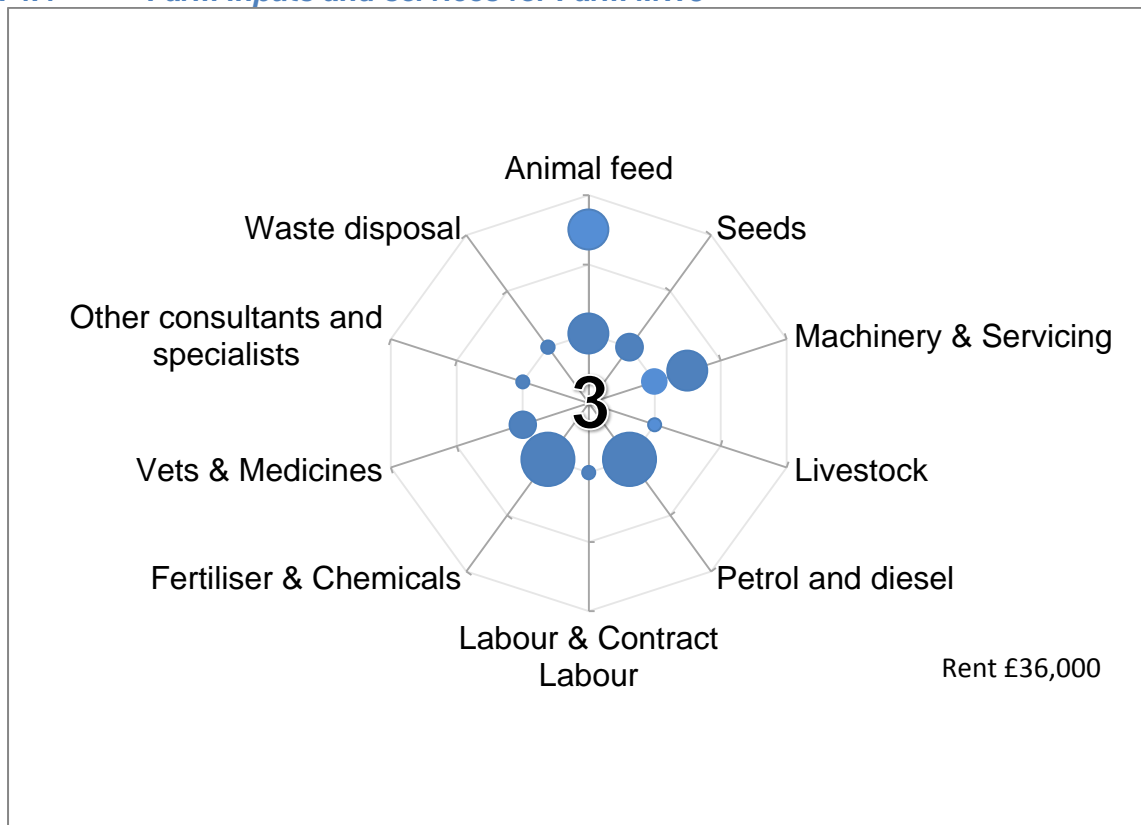 Animal feed
Waste disposal
Seeds
Other consultants and
specialists
Machinery & Servicing
3
Vets & Medicines
Livestock
Fertiliser & Chemicals
Petrol and diesel
Labour & Contract
Labour
Rent £36,000